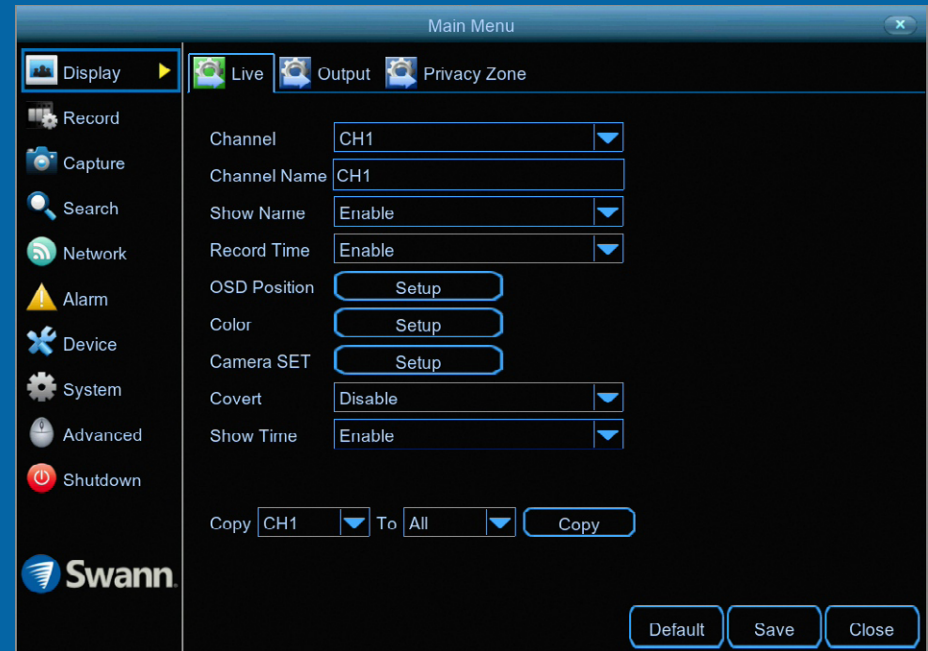 Main Menu
Display
Record
Capture
Search
Network
Alarm
Device
System
Advanced
Shutdown
Swann.
Live Output Privacy Zone
Channel CH1
Channel Name CH1
Show Name Enable
Record Time Enable
OSD Position Setup
Color Setup
Camera SET Setup
Covert Disable
Show Time Enable
Copy CH1 To All Copy
Default Save Close